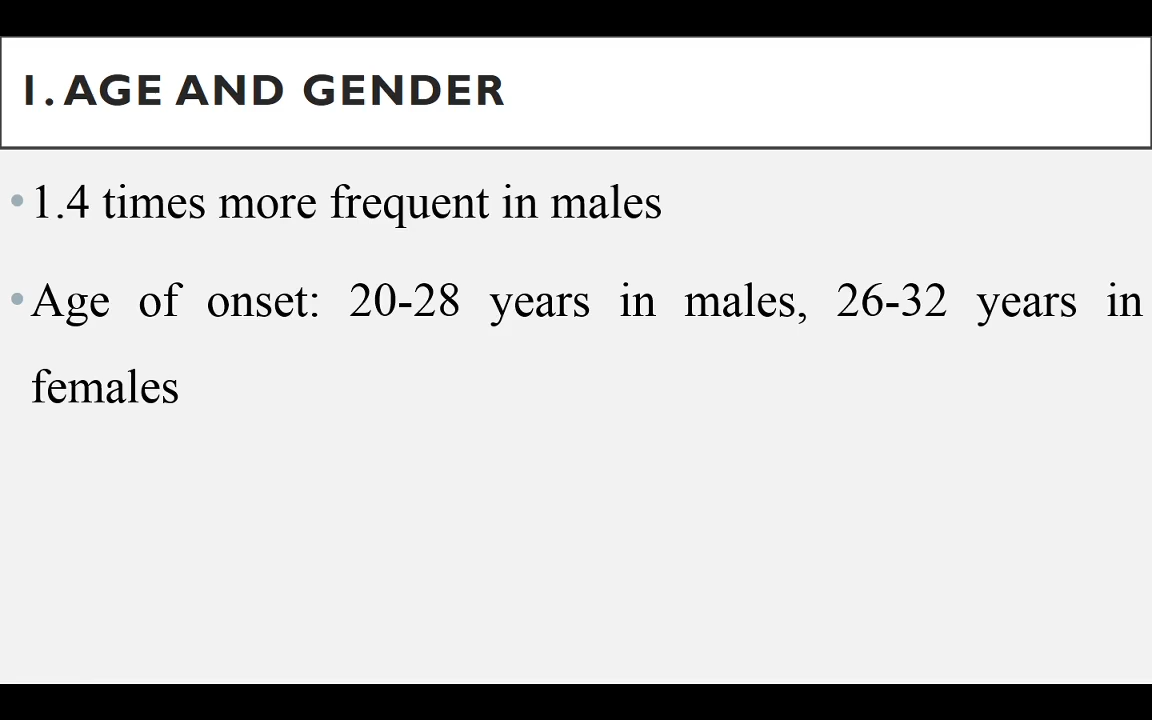 1. AGE AND GENDER
•1.4 times more frequent in males
•Age of onset: 20-28 years in males, 26-32 years in
females